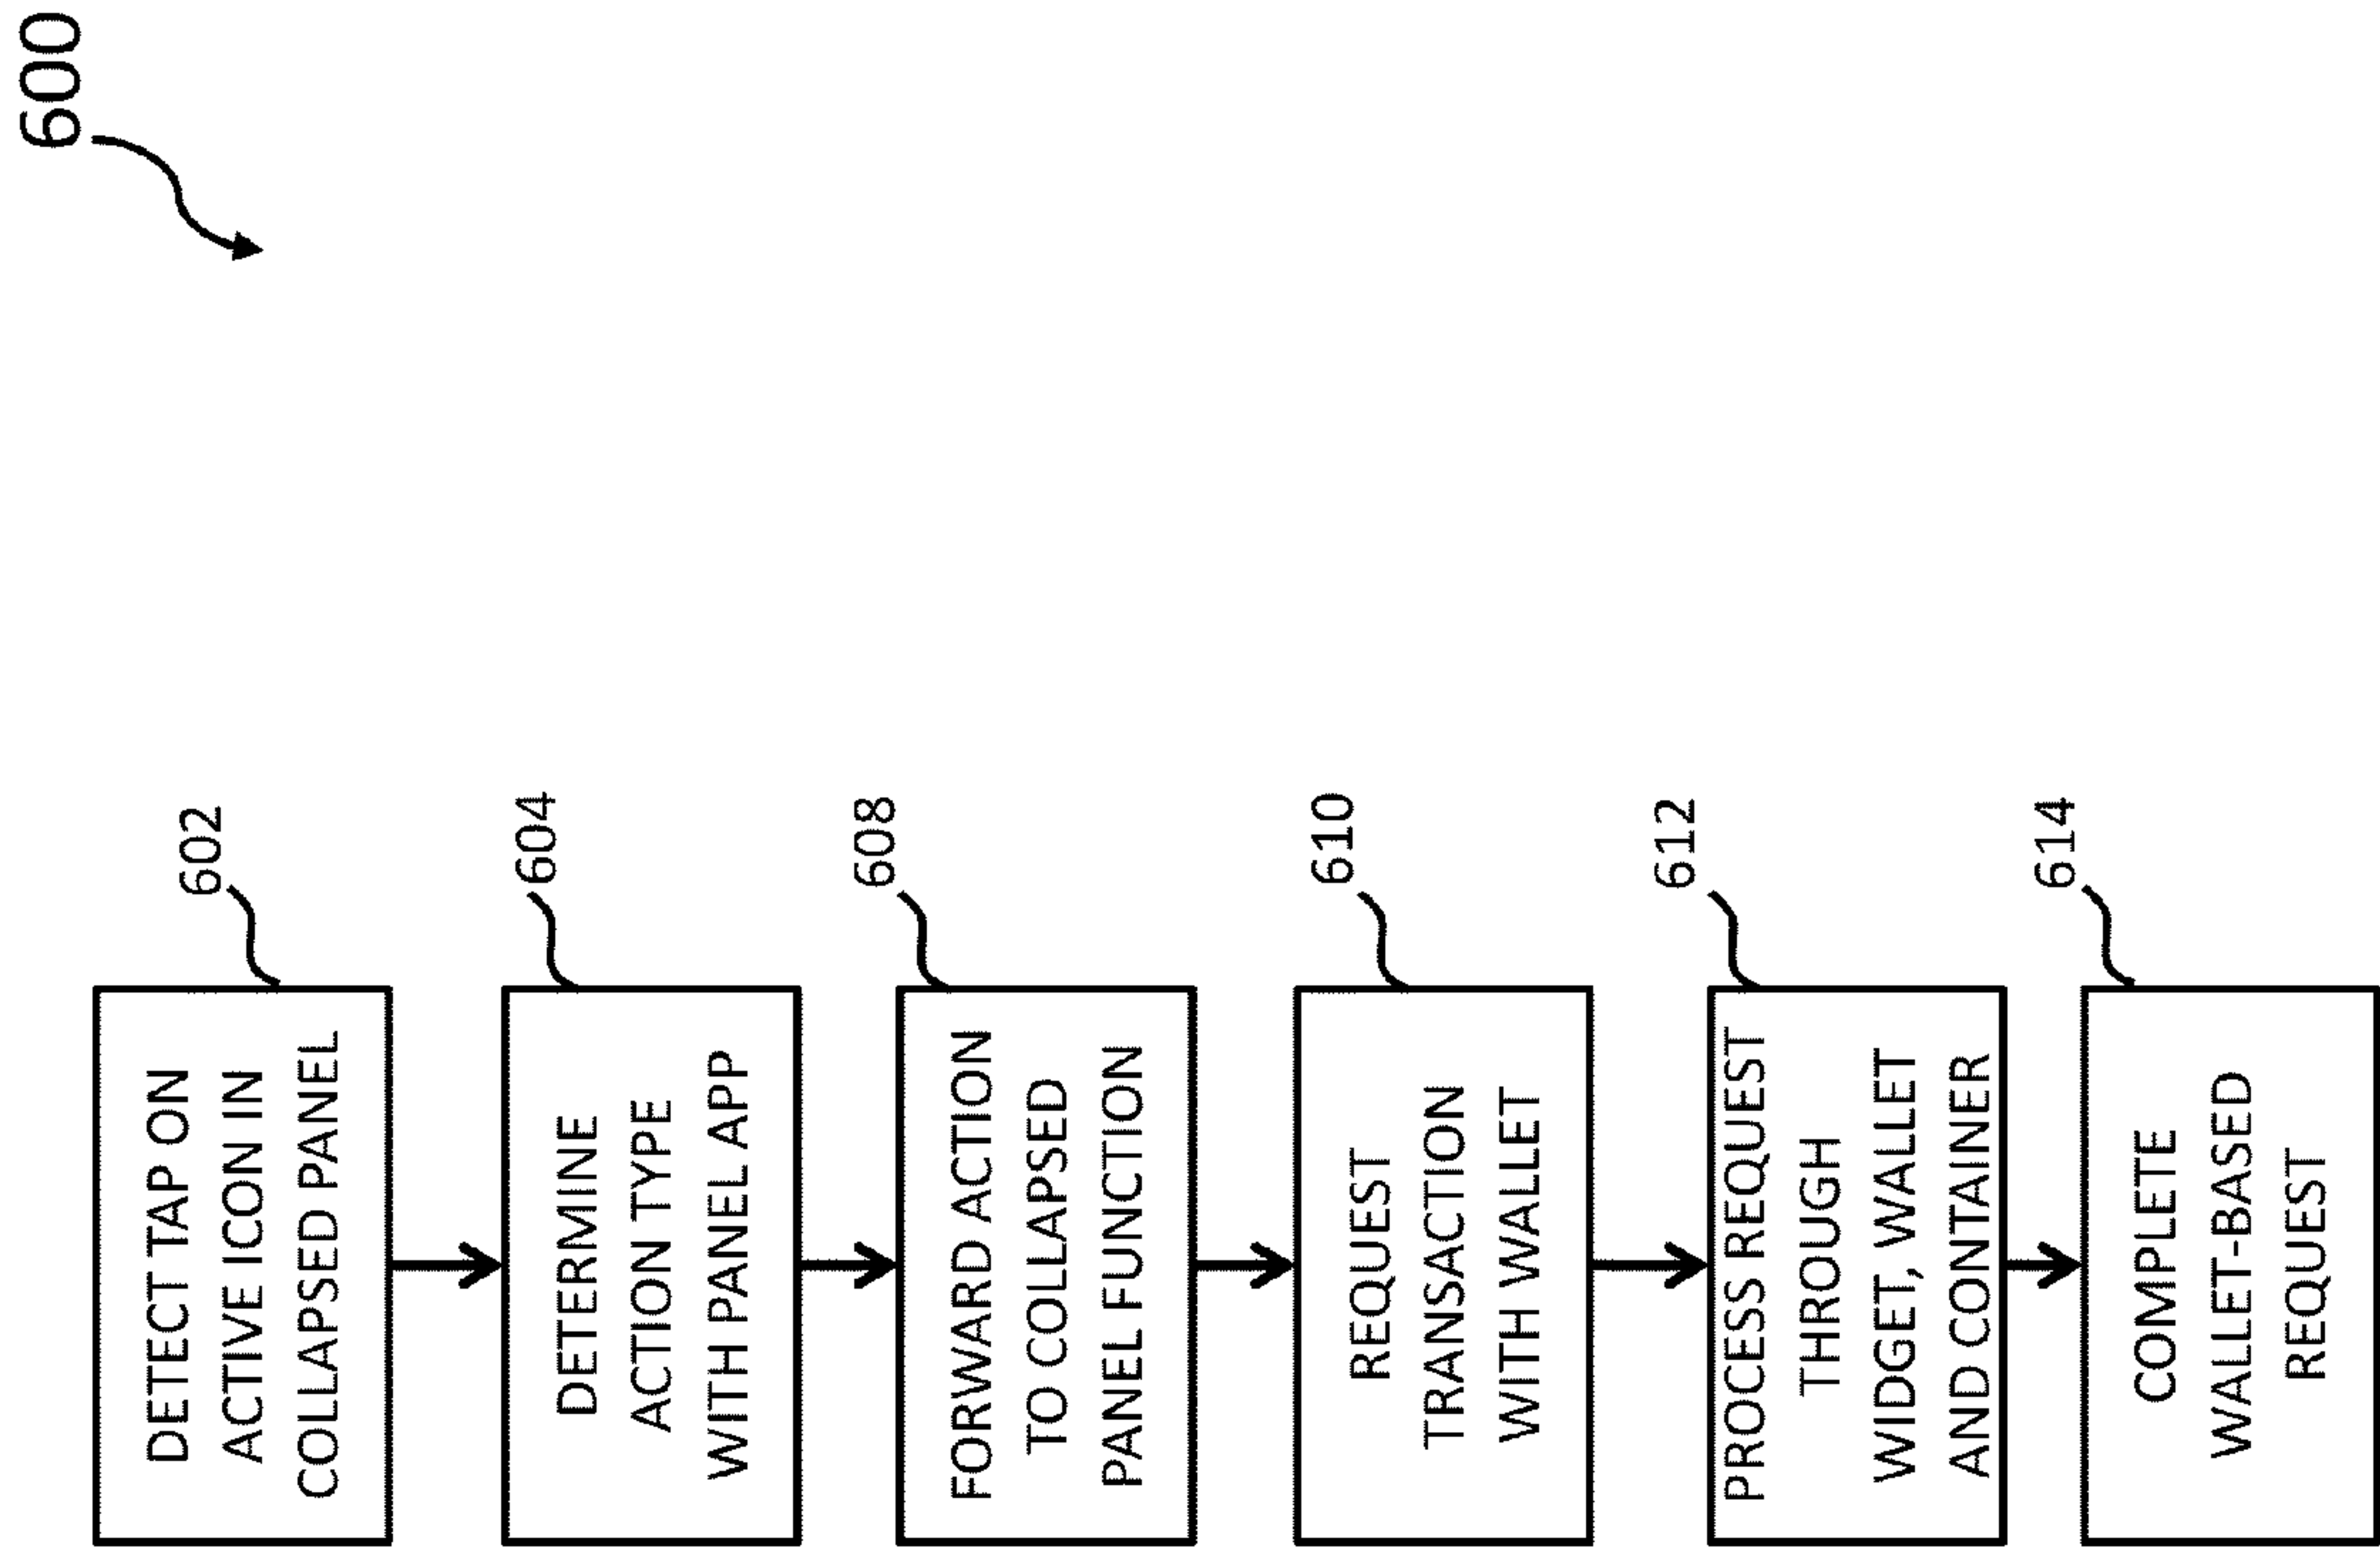 600
602
DETECT TAP ON
ACTIVE ICON IN
COLLAPSED PANEL
604
DETERMINE
ACTION TYPE
WITH PANEL APP
608
FORWARD ACTION
TO COLLAPSED
PANEL FUNCTION
610
REQUEST
TRANSACTION
WITH WALLET
612
PROCESS REQUEST
THROUGH
WIDGET, WALLET
AND CONTAINER
614
COMPLETE
WALLET-BASED
REQUEST